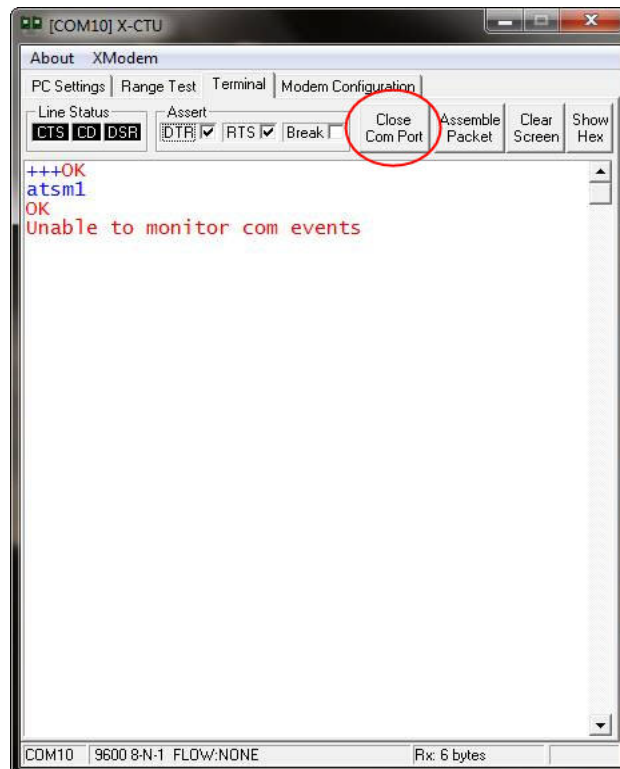 [COM10] X-CTU
About XModem
PC Settings Range Test Terminal Modem Configuration
Line Status Assert
CTS CD DSR DTR RTS Break
Close
Com Port
Assemble
Packet
Clear
Screen
Show
Hex
+++OK
atsm1
OK
Unable to monitor com events
COM10 9600 8-N-1 FLOW:NONE Rx: 6 bytes